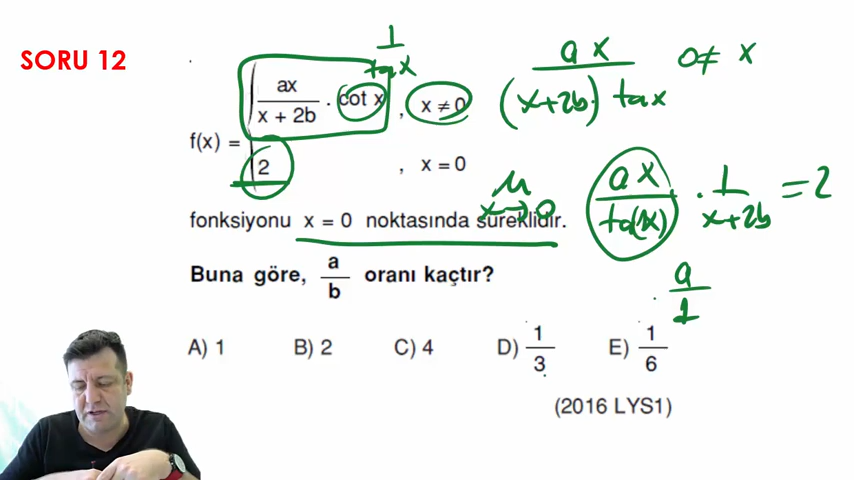 SORU 12
1
tanx
f(x) = { ax / x + 2b . cot x , x ≠ 0
2 , x = 0
ax / (x+2b). tanx 0≠ x
lim x→0 ax / tan(x) . 1 / x+2b = 2
a / 1
fonksiyonu x = 0 noktasında süreklidir.
Buna göre, a / b oranı kaçtır?
A) 1 B) 2 C) 4 D) 1/3 E) 1/6
(2016 LYS1)